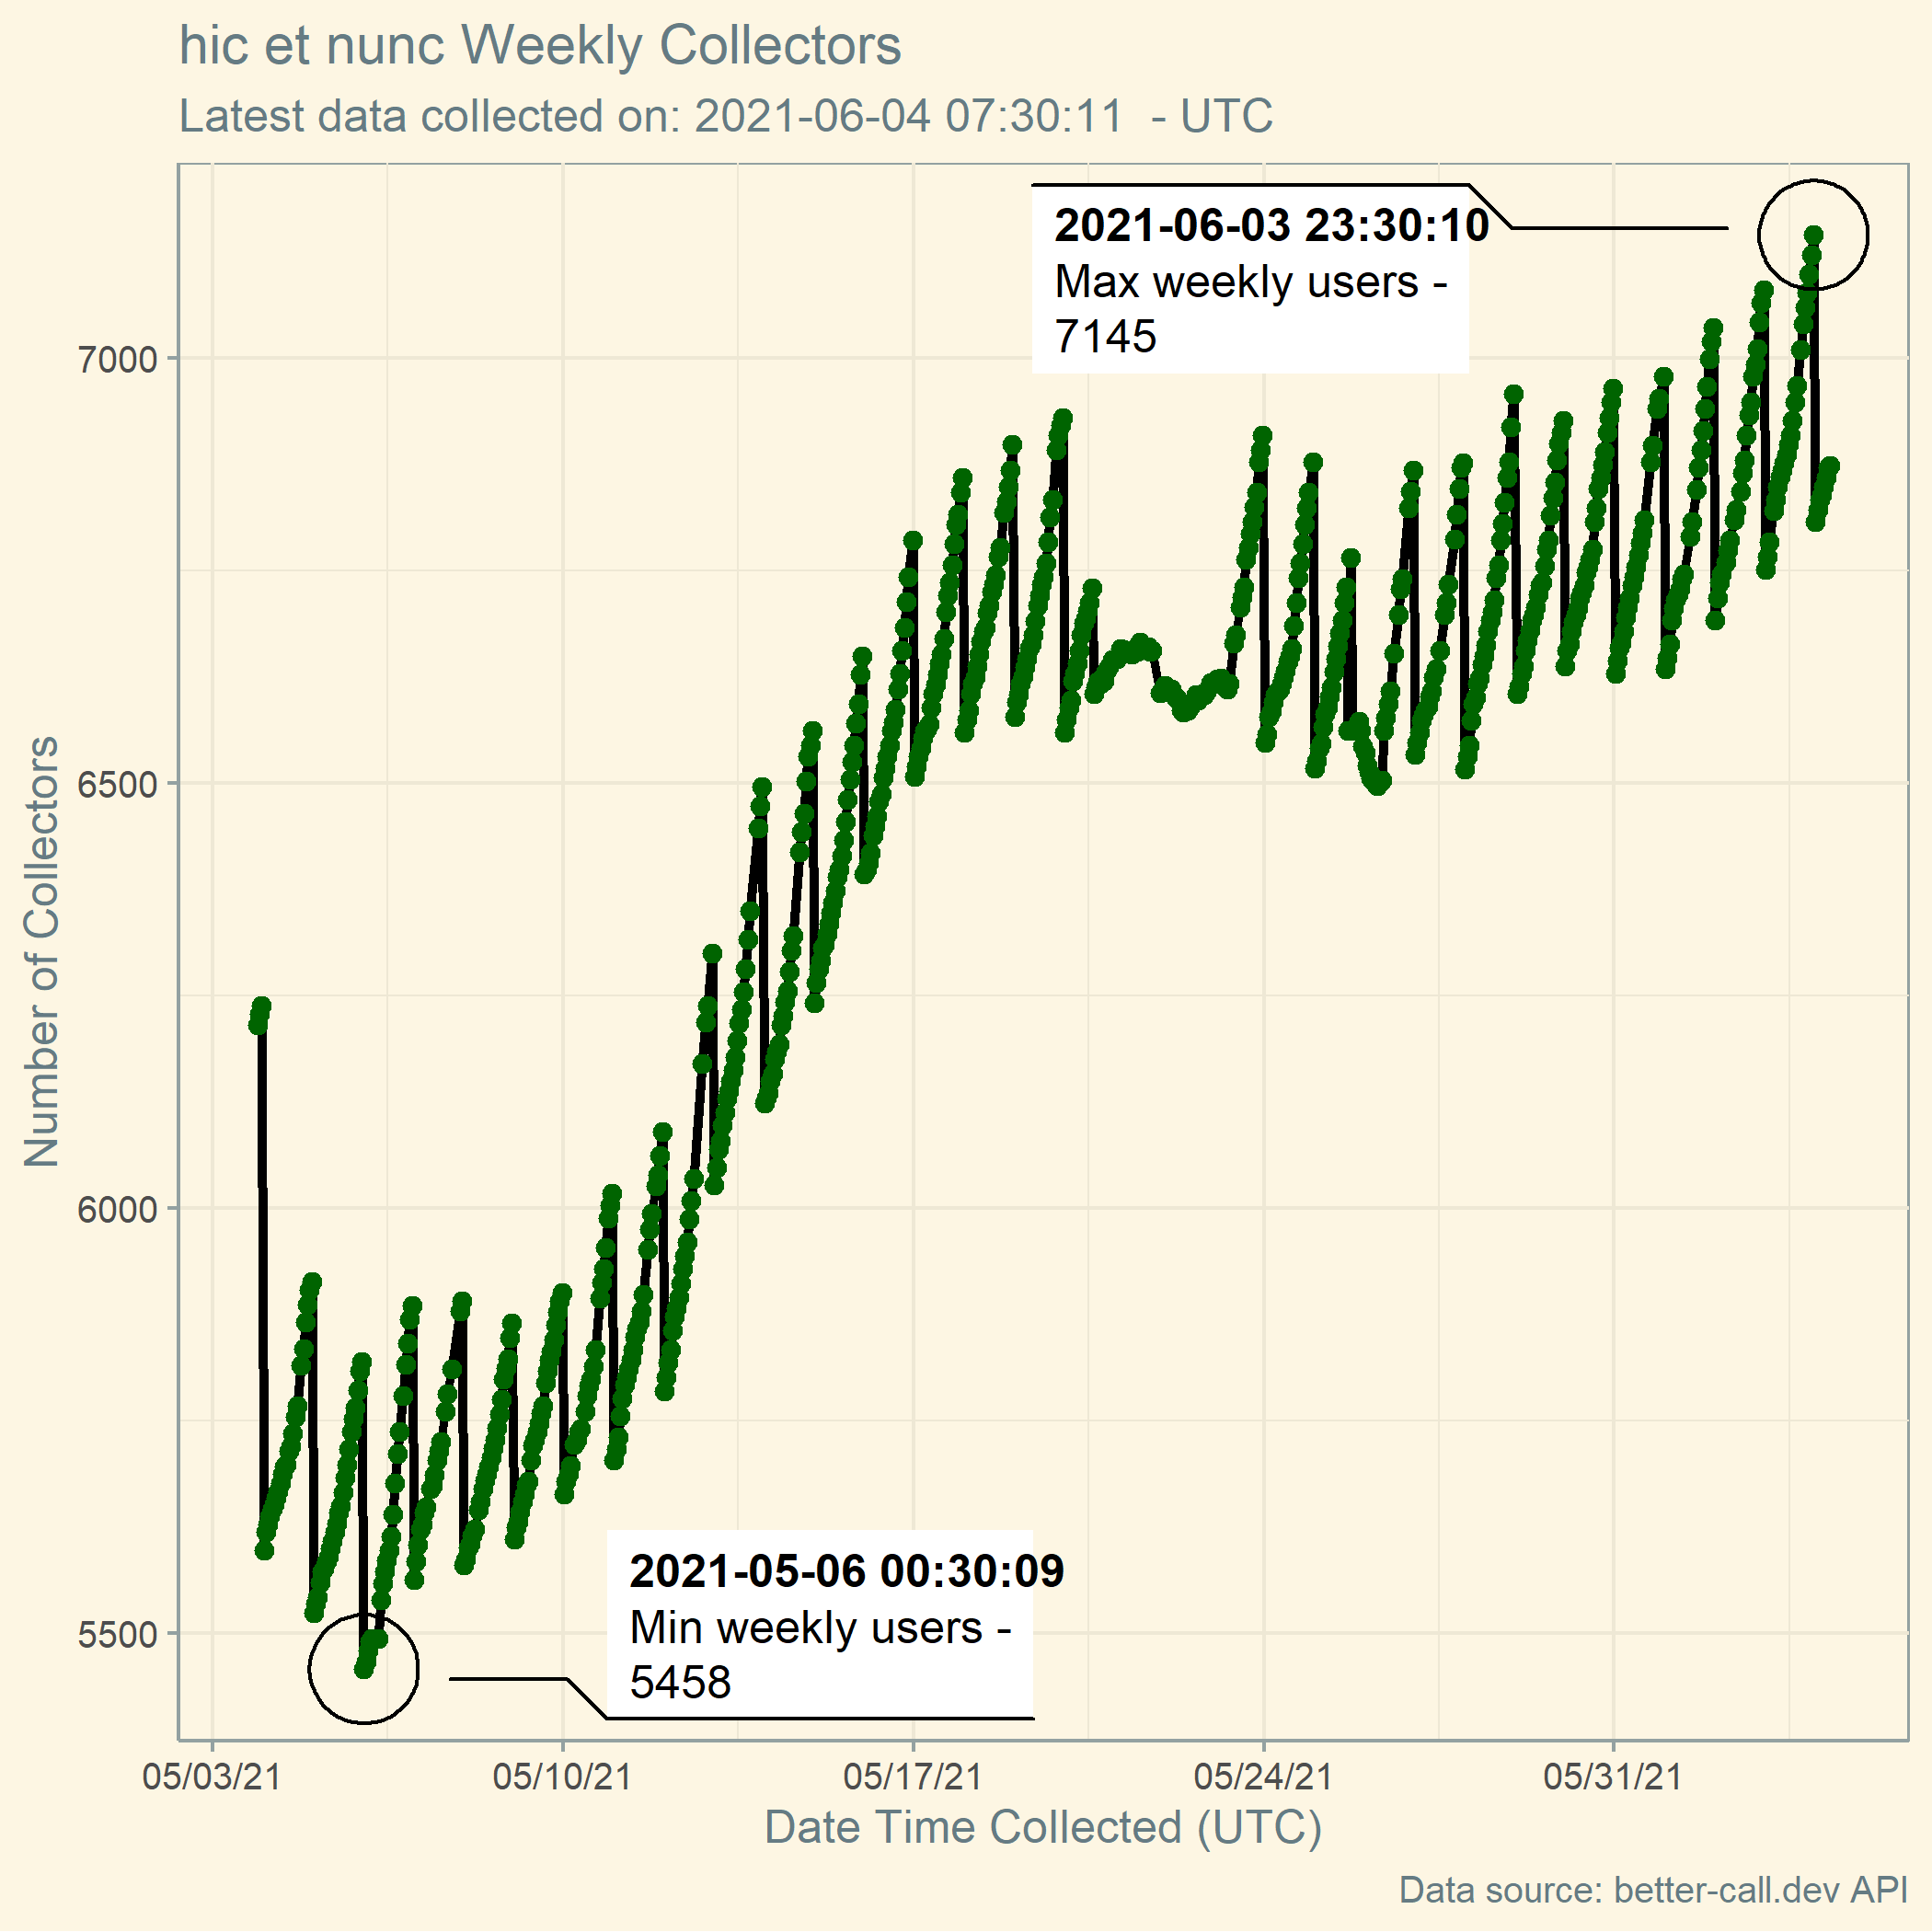 hic et nunc Weekly Collectors
Latest data collected on: 2021-06-04 07:30:11  - UTC
2021-06-03 23:30:10
Max weekly users -
7145
7000
6500
6000
5500
Number of Collectors
2021-05-06 00:30:09
Min weekly users -
5458
05/03/21
05/10/21
05/17/21
05/24/21
05/31/21
Date Time Collected (UTC)
Data source: better-call.dev API